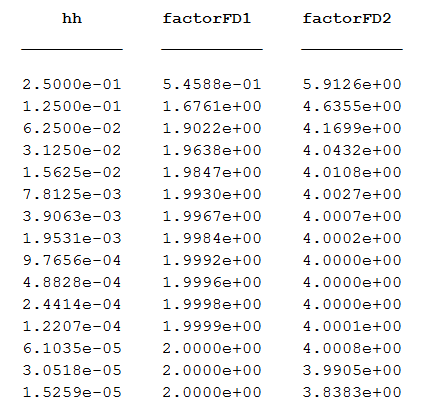 hh factorFD1 factorFD2
2.5000e-01 5.4588e-01 5.9126e+00
1.2500e-01 1.6761e+00 4.6355e+00
6.2500e-02 1.9022e+00 4.1699e+00
3.1250e-02 1.9638e+00 4.0432e+00
1.5625e-02 1.9847e+00 4.0108e+00
7.8125e-03 1.9930e+00 4.0027e+00
3.9063e-03 1.9967e+00 4.0007e+00
1.9531e-03 1.9984e+00 4.0002e+00
9.7656e-04 1.9992e+00 4.0000e+00
4.8828e-04 1.9996e+00 4.0000e+00
2.4414e-04 1.9998e+00 4.0000e+00
1.2207e-04 1.9999e+00 4.0001e+00
6.1035e-05 2.0000e+00 4.0008e+00
3.0518e-05 2.0000e+00 3.9905e+00
1.5259e-05 2.0000e+00 3.8383e+00